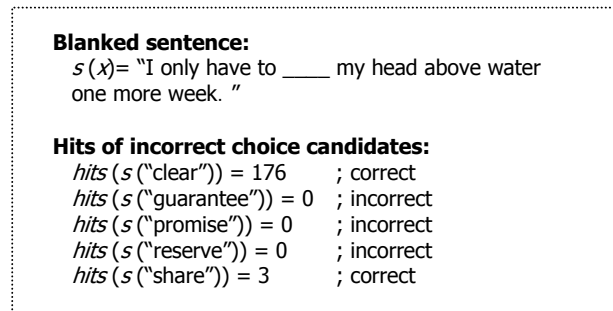 Blanked sentence:
s (x)= “I only have to ____ my head above water
one more week. ”
Hits of incorrect choice candidates:
hits (s (“clear”)) = 176 ; correct
hits (s (“guarantee”)) = 0 ; incorrect
hits (s (“promise”)) = 0 ; incorrect
hits (s (“reserve”)) = 0 ; incorrect
hits (s (“share”)) = 3 ; correct